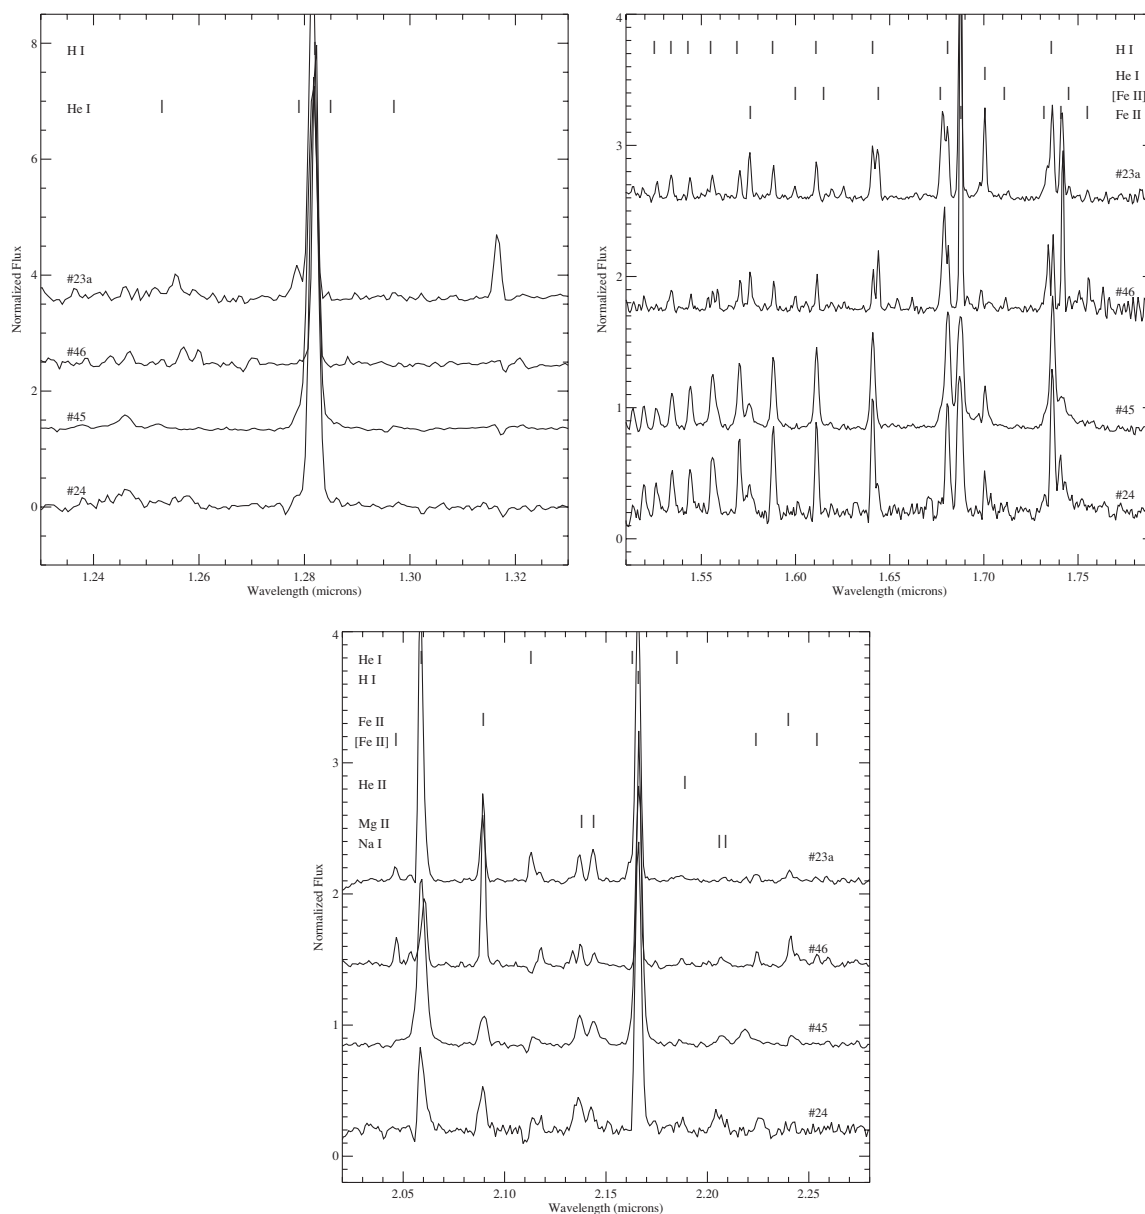 8
6
4
2
0
Normalized Flux
H I
He I
#23a
#46
#45
#24
1.24 1.26 1.28 1.30 1.32
Wavelength (microns)
4
3
2
1
0
Normalized Flux
H I
He I
[Fe II]
Fe II
#23a
#46
#45
#24
1.55 1.60 1.65 1.70 1.75
Wavelength (microns)
4
3
2
1
0
Normalized Flux
He I
H I
Fe II
[Fe II]
He II
Mg II
Na I
#23a
#46
#45
#24
2.05 2.10 2.15 2.20 2.25
Wavelength (microns)